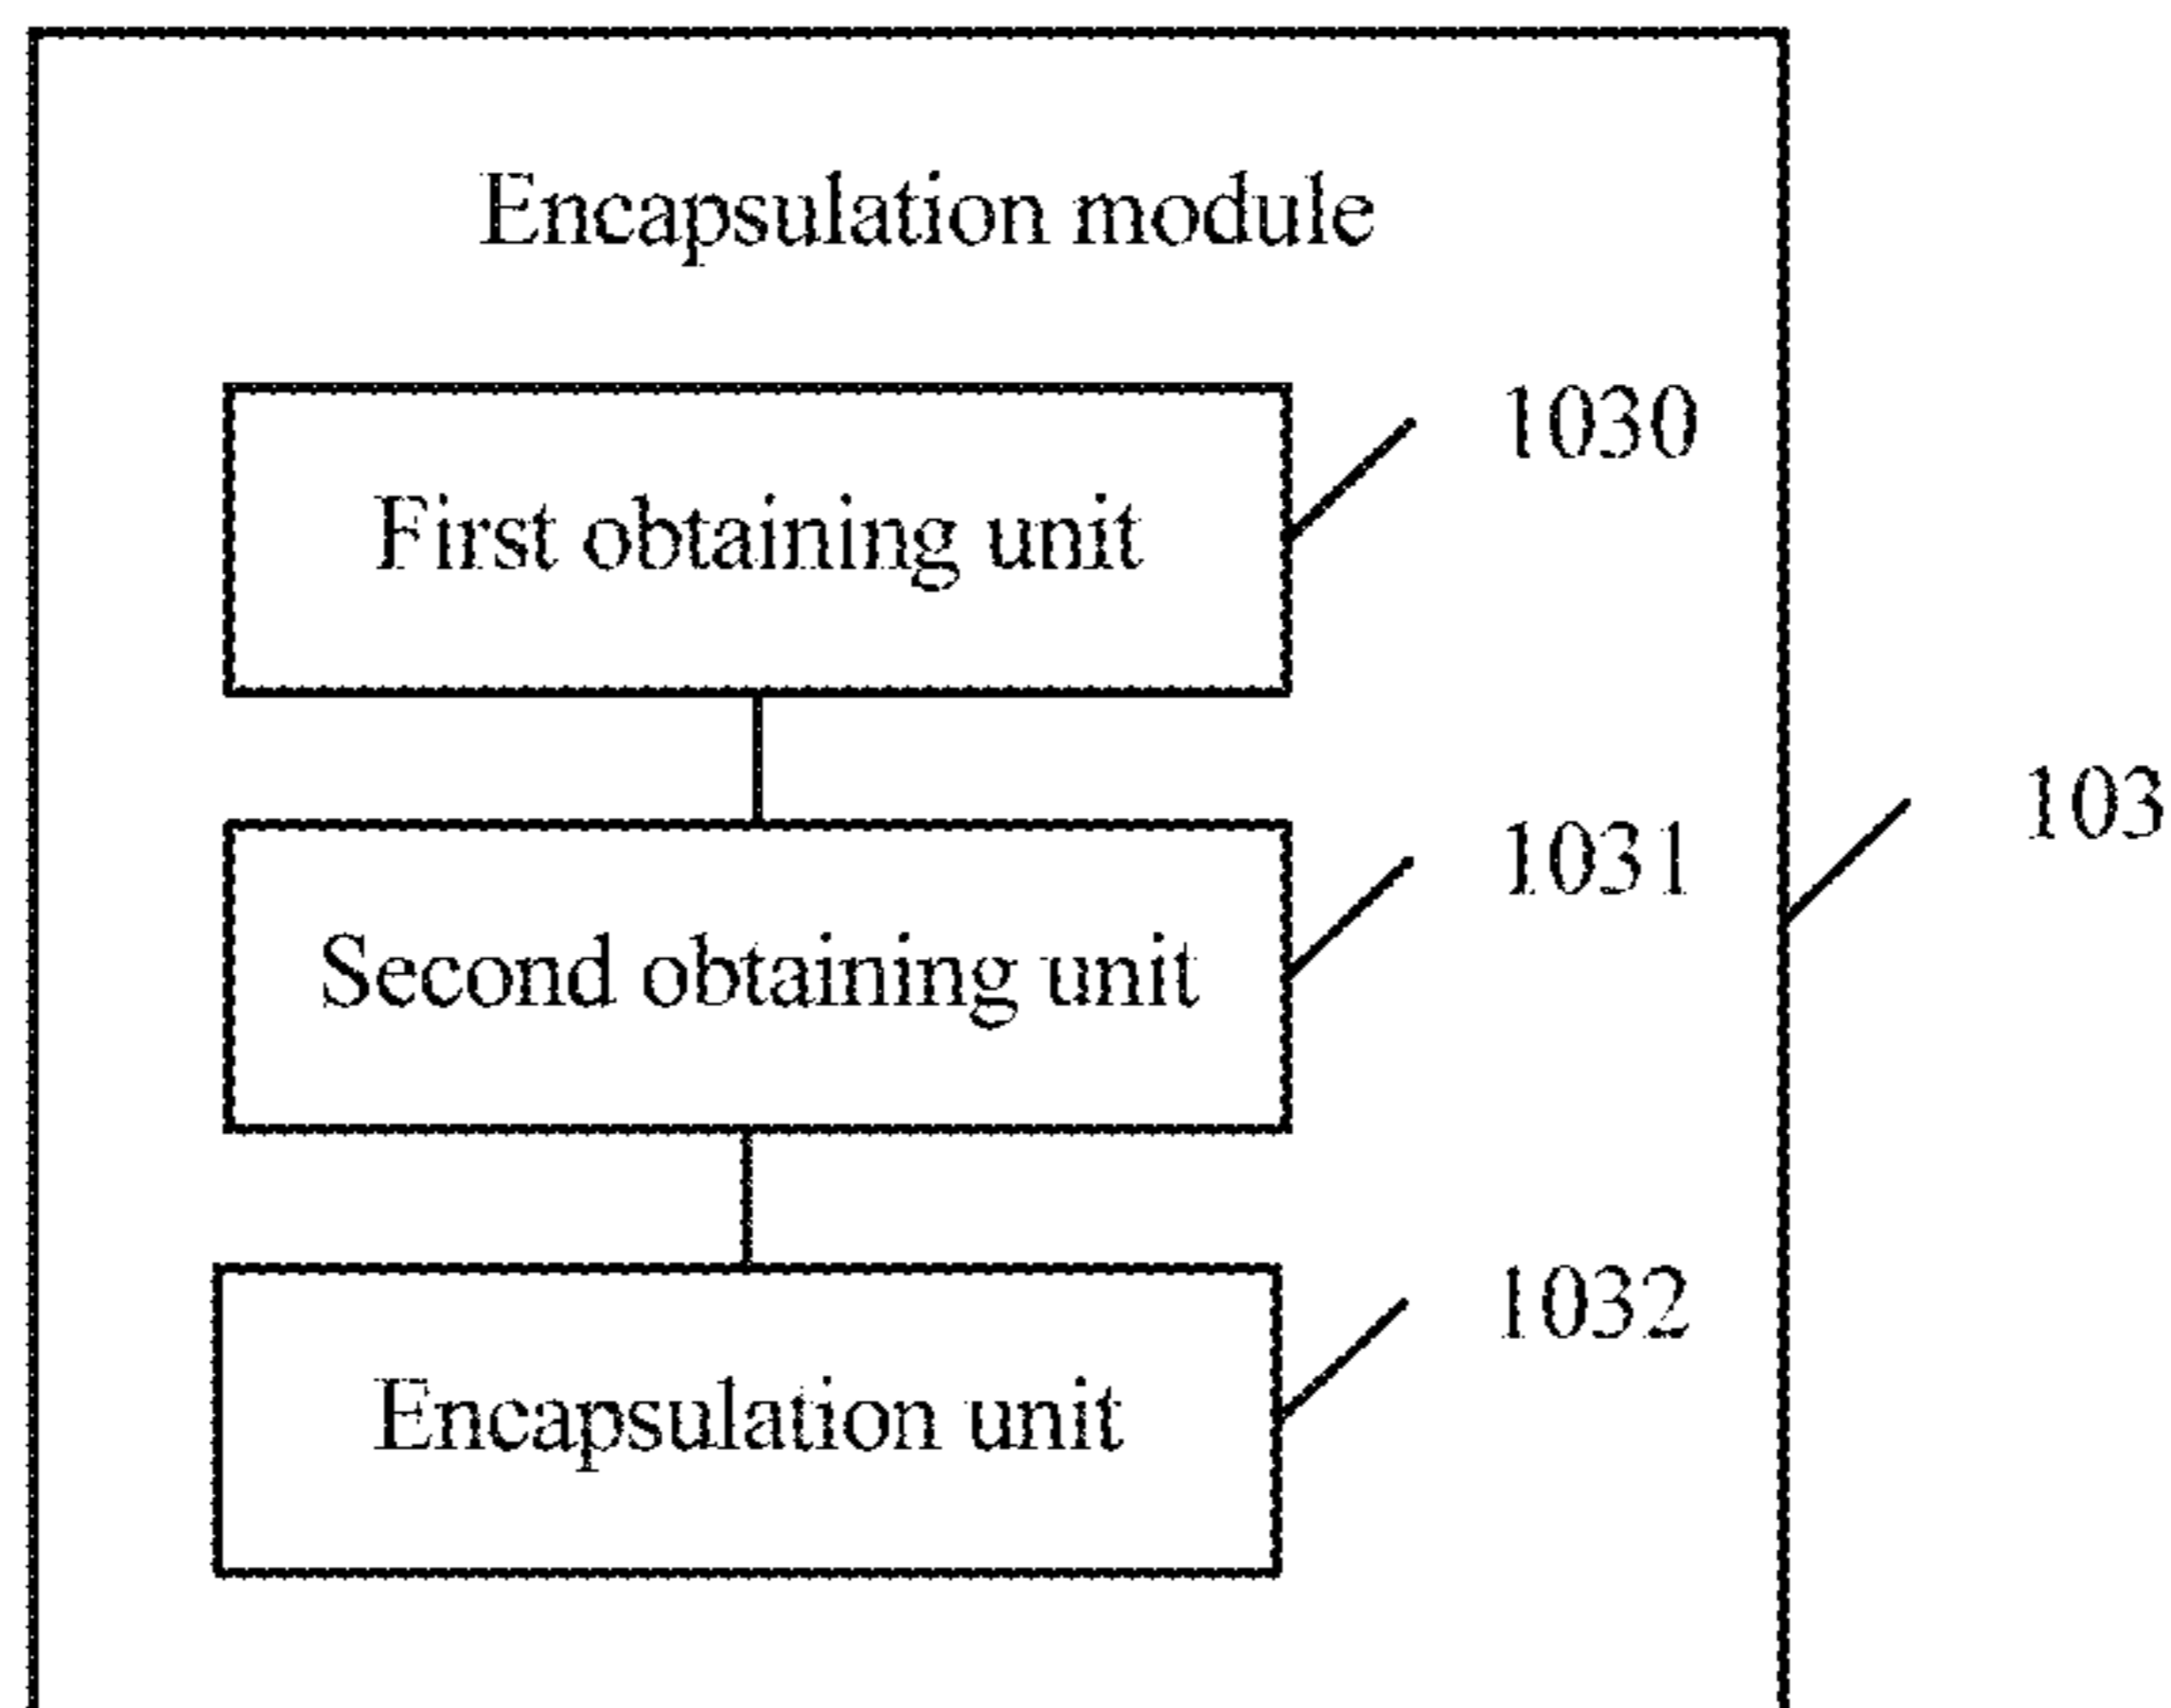 Encapsulation module
1030
First obtaining unit
103
1031
Second obtaining unit
1032
Encapsulation unit